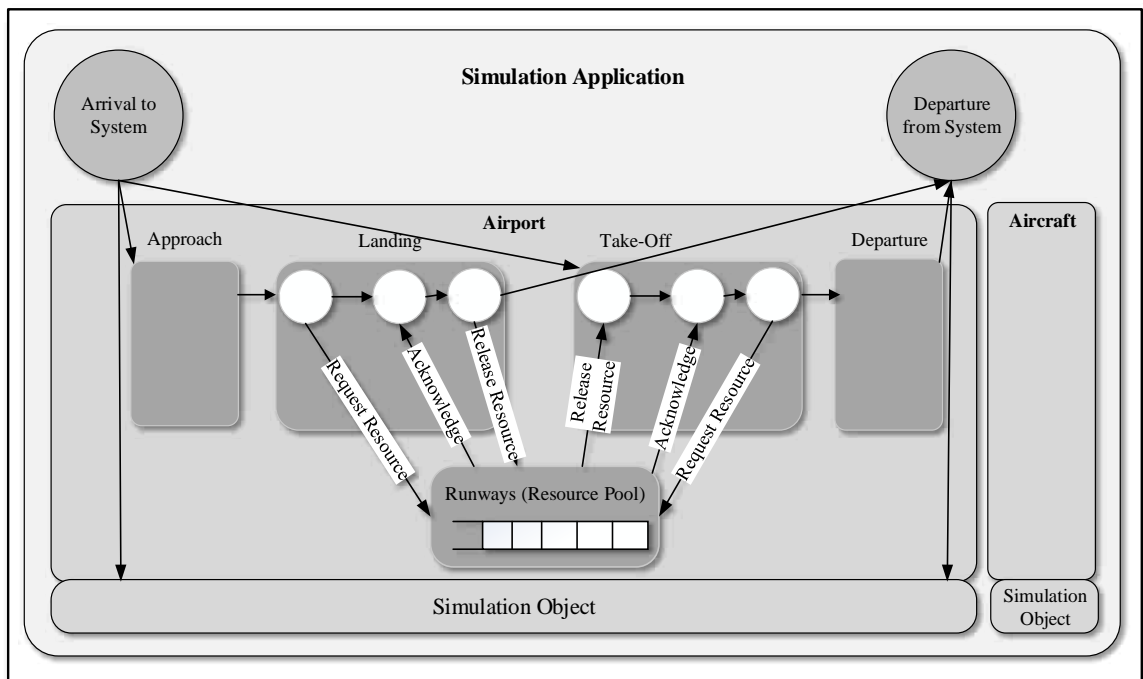 Simulation Application
Arrival to
System
Departure
from System
Airport
Aircraft
Approach
Landing
Take-Off
Departure
Request Resource
Acknowledge
Release Resource
Release
Resource
Acknowledge
Request Resource
Runways (Resource Pool)
Simulation Object
Simulation
Object